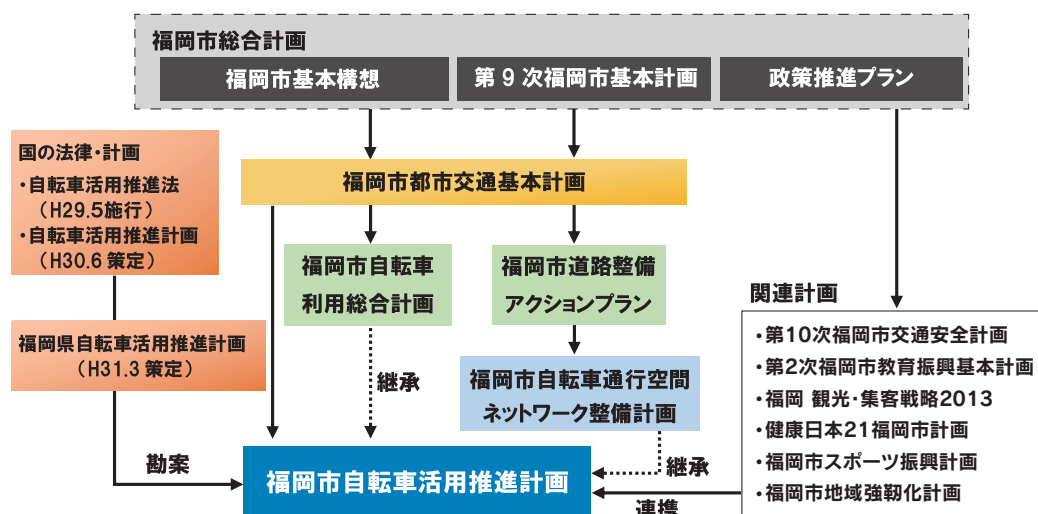 福岡市総合計画
福岡市基本構想
第9次福岡市基本計画
政策推進プラン
国の法律・計画
・自転車活用推進法
（H29.5施行）
・自転車活用推進計画
（H30.6 策定）
福岡県自転車活用推進計画
（H31.3 策定）
福岡市都市交通基本計画
福岡市自転車
利用総合計画
福岡市道路整備
アクションプラン
継承
福岡市自転車通行空間
ネットワーク整備計画
継承
関連計画
・第10次福岡市交通安全計画
・第2次福岡市教育振興基本計画
・福岡 観光・集客戦略2013
・健康日本21福岡市計画
・福岡市スポーツ振興計画
・福岡市地域強靭化計画
勘案
福岡市自転車活用推進計画
連携